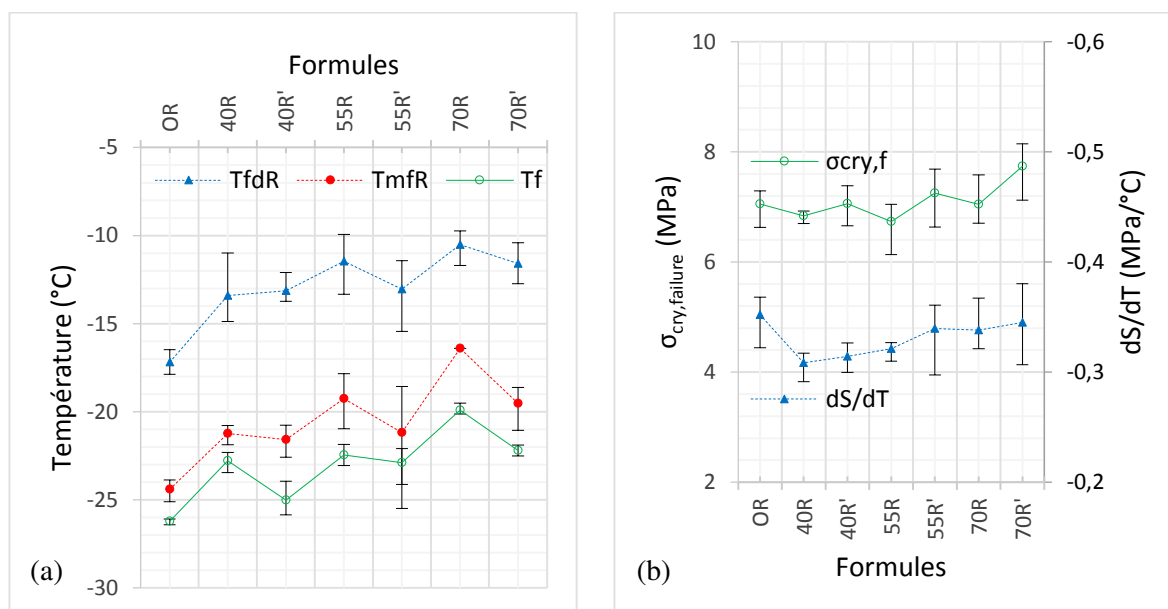 Formules
OR 40R 40R' 55R 55R' 70R 70R'
-5
TfdR TmfR Tf
-10
-15
-20
-25
-30
Température (°C)
(a)
10 -0,6
σcry,f
8 -0,5
6 -0,4
4 -0,3
dS/dT
2 -0,2
σcry,failure (MPa)
dS/dT (MPa/°C)
OR 40R 40R' 55R 55R' 70R 70R'
Formules
(b)